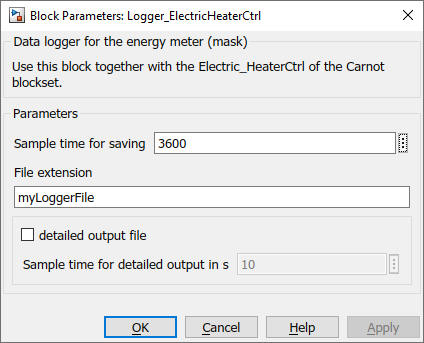 Block Parameters: Logger_ElectricHeaterCtrl
Data logger for the energy meter (mask)
Use this block together with the Electric_HeaterCtrl of the Carnot
blockset.
Parameters
Sample time for saving 3600
File extension
myLoggerFile
detailed output file
Sample time for detailed output in s 10
OK Cancel Help Apply